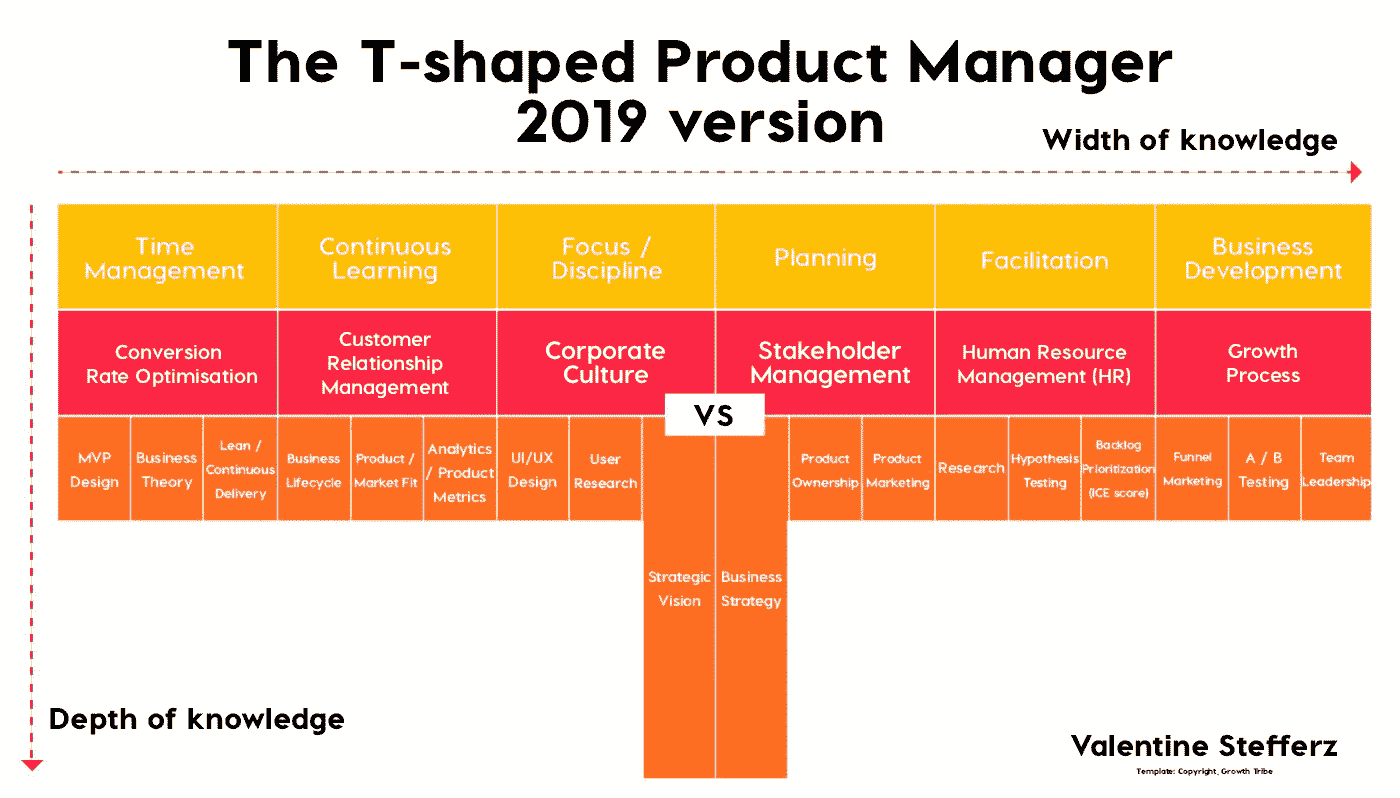 The T-shaped Product Manager
2019 version
Width of knowledge
Time
Management
Continuous
Learning
Focus /
Discipline
Planning
Facilitation
Business
Development
Conversion
Rate Optimisation
Customer
Relationship
Management
Corporate
Culture
Stakeholder
Management
Human Resource
Management (HR)
Growth
Process
VS
MVP
Design
Business
Theory
Lean /
Continuous
Delivery
Business
Lifecycle
Product /
Market Fit
Analytics
/ Product
Metrics
UI/UX
Design
User
Research
Strategic
Vision
Business
Strategy
Product
Ownership
Product
Marketing
Research
Hypothesis
Testing
Backlog
Prioritization
(ICE score)
Funnel
Marketing
A / B
Testing
Team
Leadership
Depth of knowledge
Valentine Stefferz
Template: Copyright, Growth Tribe